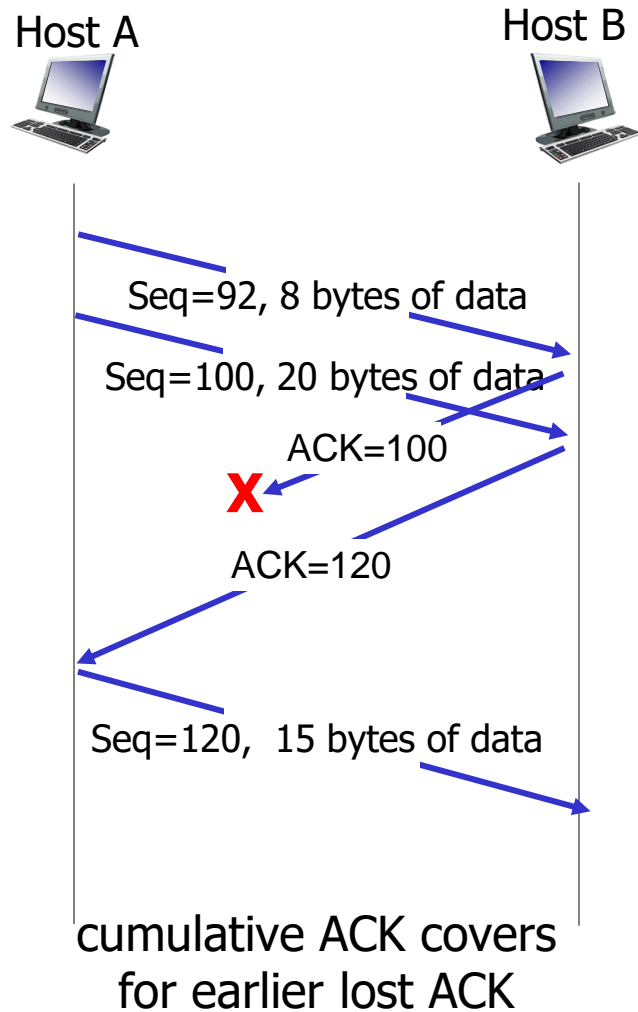 Host A
Host B
Seq=92, 8 bytes of data
Seq=100, 20 bytes of data
ACK=100
X
ACK=120
Seq=120, 15 bytes of data
cumulative ACK covers
for earlier lost ACK